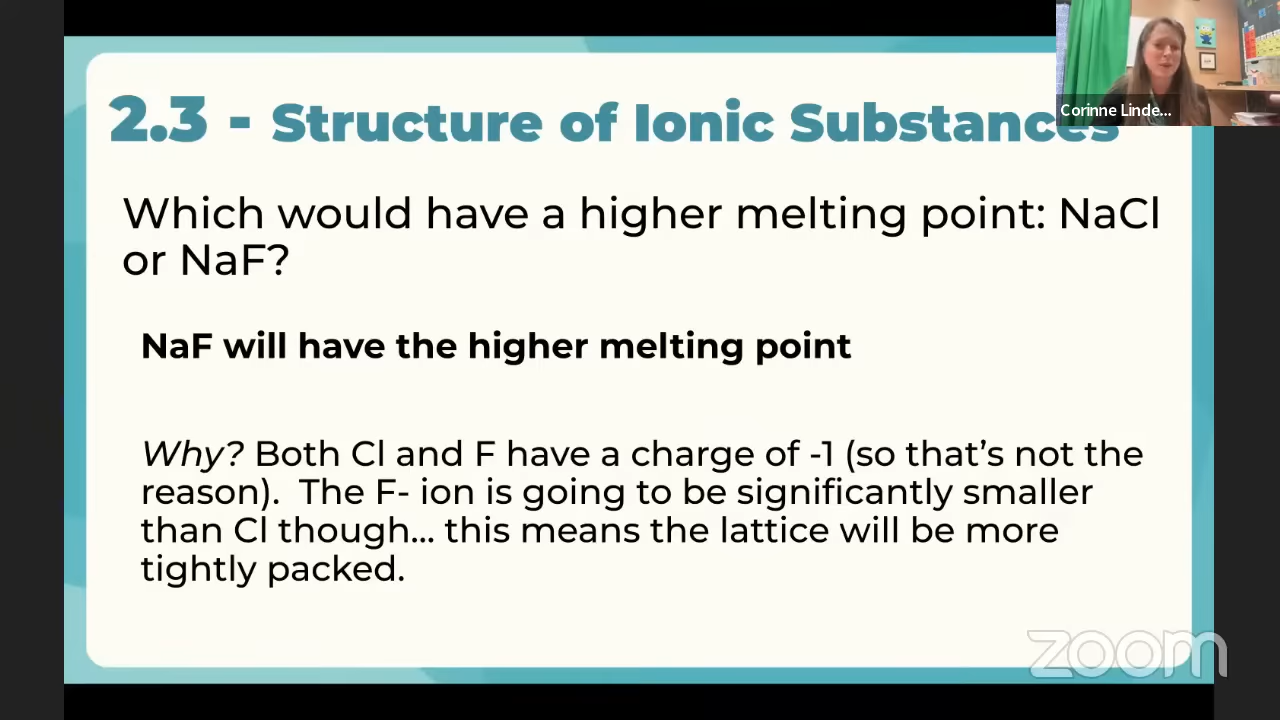 Corinne Linde...
2.3 - Structure of Ionic Substances
Which would have a higher melting point: NaCl
or NaF?
NaF will have the higher melting point
Why? Both Cl and F have a charge of -1 (so that’s not the
reason).  The F- ion is going to be significantly smaller
than Cl though... this means the lattice will be more
tightly packed.
zoom